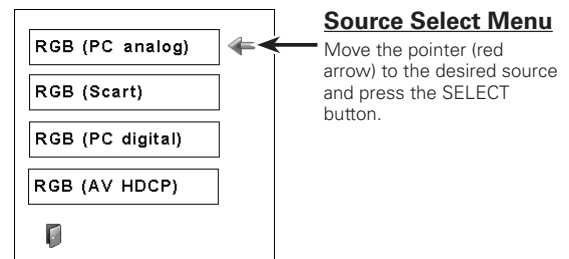 Source Select Menu
RGB (PC analog)
Move the pointer (red
arrow) to the desired source
and press the SELECT
button.
RGB (Scart)
RGB (PC digital)
RGB (AV HDCP)